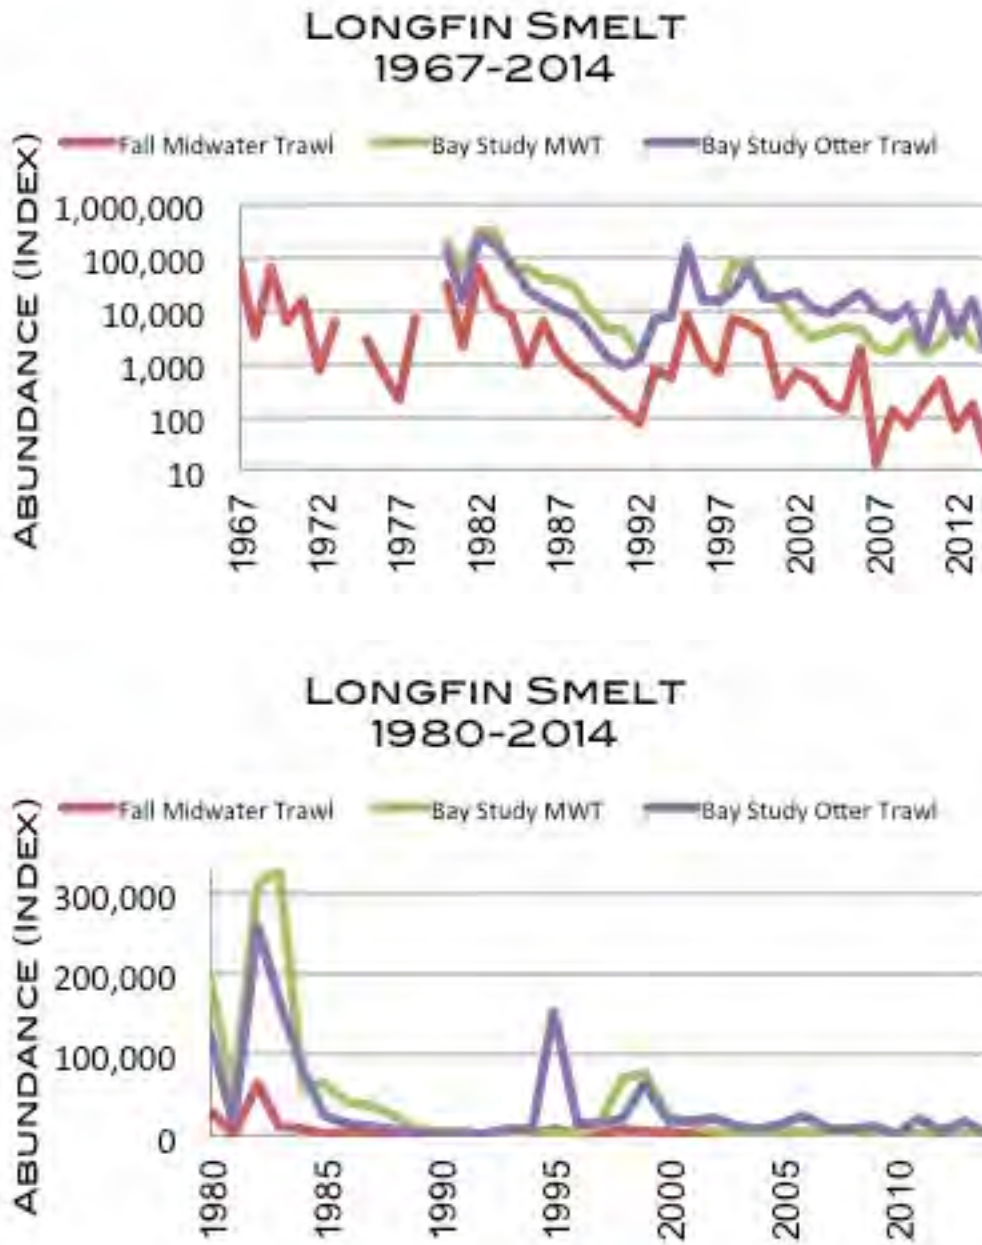 LONGFIN SMELT
1967-2014
Fall Midwater Trawl Bay Study MWT Bay Study Otter Trawl
ABUNDANCE (INDEX)
1,000,000
100,000
10,000
1,000
100
10
1967 1972 1977 1982 1987 1992 1997 2002 2007 2012
LONGFIN SMELT
1980-2014
Fall Midwater Trawl Bay Study MWT Bay Study Otter Trawl
ABUNDANCE (INDEX)
300,000
200,000
100,000
0
1980 1985 1990 1995 2000 2005 2010